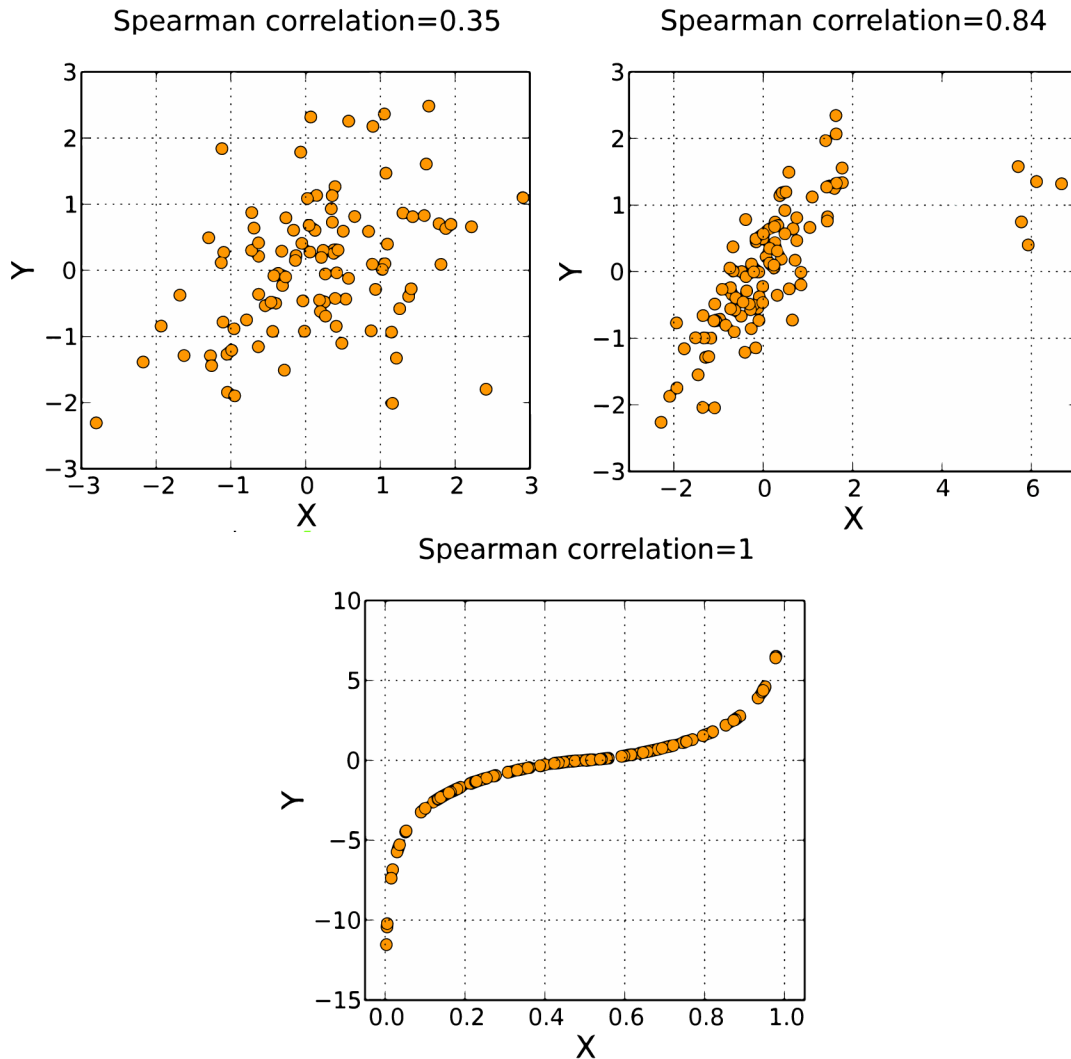 Spearman correlation=0.35
3
2
1
0
−1
−2
−3
Y
−3 −2 −1 0 1 2 3
X
Spearman correlation=0.84
3
2
1
0
−1
−2
−3
Y
−2 0 2 4 6
X
Spearman correlation=1
10
5
0
−5
−10
−15
Y
0.0 0.2 0.4 0.6 0.8 1.0
X